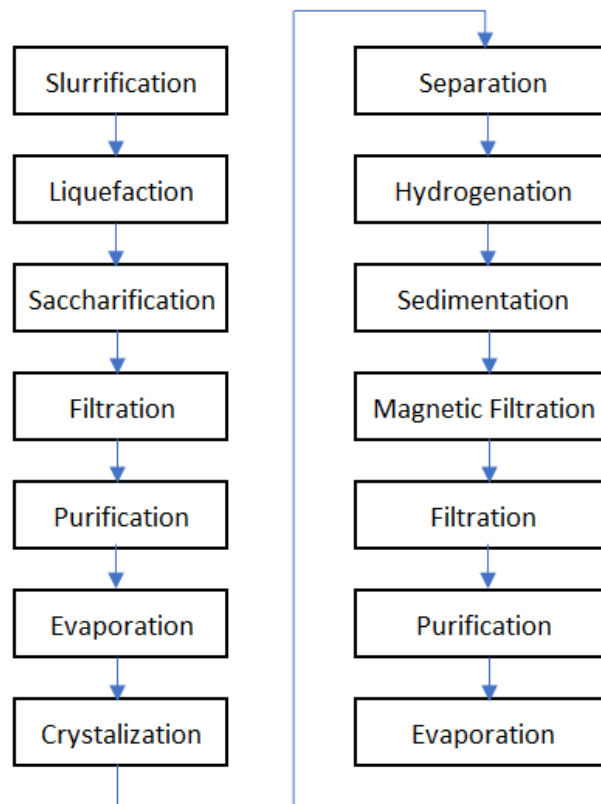 Slurrification
Liquefaction
Saccharification
Filtration
Purification
Evaporation
Crystalization
Separation
Hydrogenation
Sedimentation
Magnetic Filtration
Filtration
Purification
Evaporation